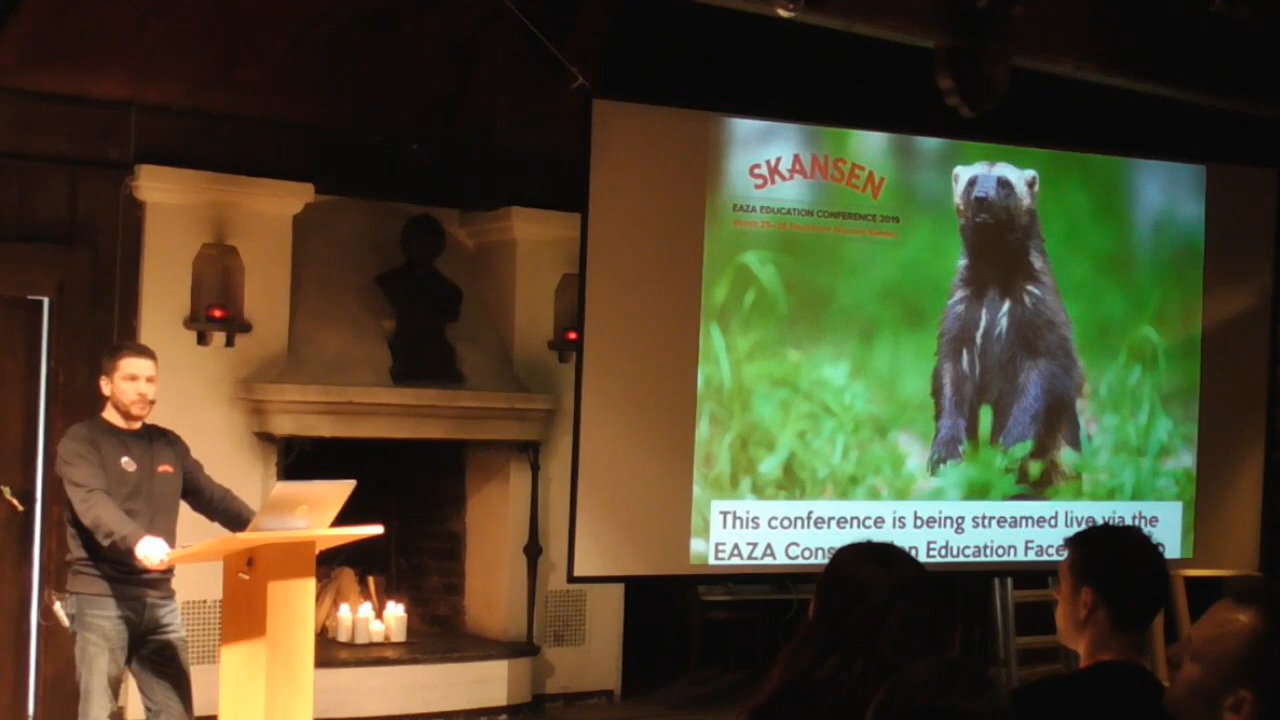 SKANSEN
EAZA EDUCATION CONFERENCE 2019
This conference is being streamed live via the
EAZA Education